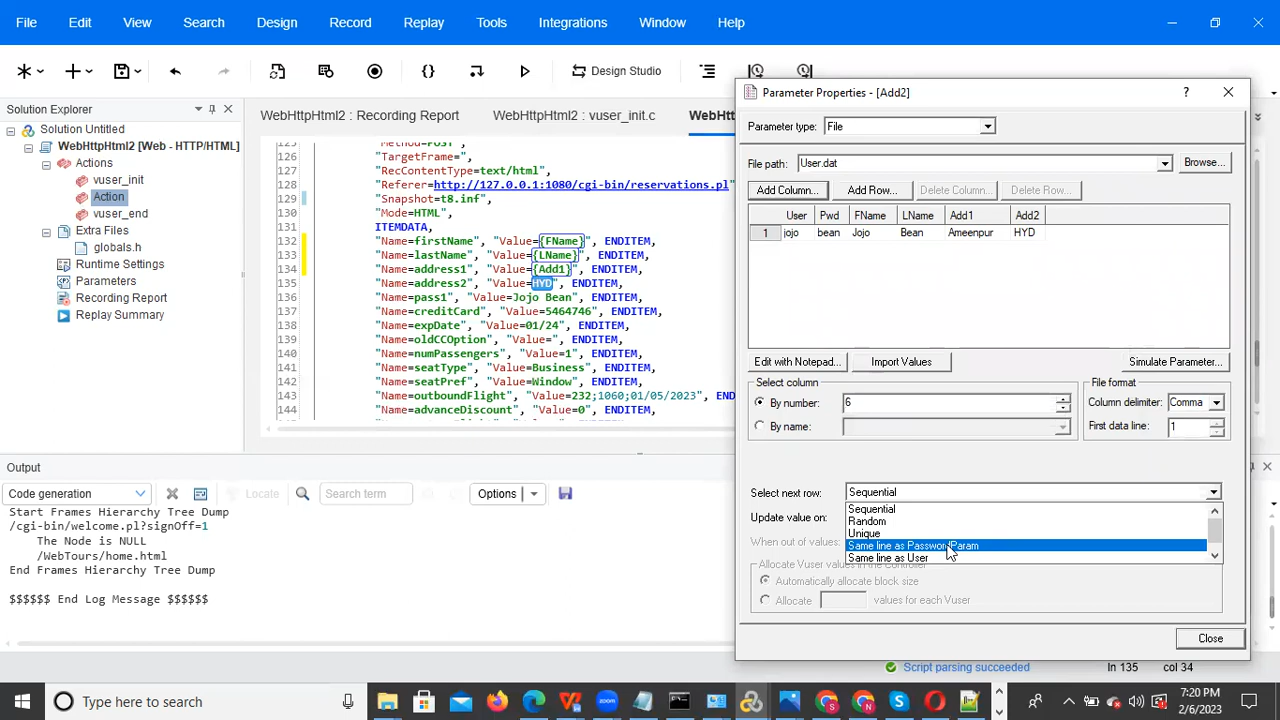 File Edit View Search Design Record Replay Tools Integrations Window Help
Design Studio
Solution Explorer
Solution Untitled
WebHttpHtml2 [Web - HTTP/HTML]
Actions
vuser_init
Action
vuser_end
Extra Files
globals.h
Runtime Settings
Parameters
Recording Report
Replay Summary
WebHttpHtml2 : Recording Report WebHttpHtml2 : vuser_init.c WebHtt
"Method=POST",
126 "TargetFrame=",
127 "RecContentType=text/html",
128 "Referer=http://127.0.0.1:1080/cgi-bin/reservations.pl"
129 "Snapshot=t8.inf",
130 "Mode=HTML",
131 ITEMDATA,
132 "Name=firstName", "Value={FName}", ENDITEM,
133 "Name=lastName", "Value={LName}", ENDITEM,
134 "Name=address1", "Value={Add1}", ENDITEM,
135 "Name=address2", "Value=HYD", ENDITEM,
136 "Name=pass1", "Value=Jojo Bean", ENDITEM,
137 "Name=creditCard", "Value=5464746", ENDITEM,
138 "Name=expDate", "Value=01/24", ENDITEM,
139 "Name=oldCCOption", "Value=", ENDITEM,
140 "Name=numPassengers", "Value=1", ENDITEM,
141 "Name=seatType", "Value=Business", ENDITEM,
142 "Name=seatPref", "Value=Window", ENDITEM,
143 "Name=outboundFlight", "Value=232;1060;01/05/2023", END
144 "Name=advanceDiscount", "Value=0", ENDITEM,
Output
Code generation Locate Search term Options
Start Frames Hierarchy Tree Dump
/cgi-bin/welcome.pl?signOff=1
The Node is NULL
/WebTours/home.html
End Frames Hierarchy Tree Dump
$$$$$$ End Log Message $$$$$$
Parameter Properties - [Add2] ?
Parameter type: File
File path: User.dat Browse...
Add Column... Add Row... Delete Column... Delete Row...
User Pwd FName LName Add1 Add2
1 jojo bean Jojo Bean Ameenpur HYD
Edit with Notepad... Import Values Simulate Parameter...
Select column File format
By number: 6 Column delimiter: Comma
By name: First data line: 1
Select next row: Sequential
Update value on: Sequential
Random
Unique
When out of values: Same line as PasswordParam
Same line as User
Allocate Vuser values in the Controller
Automatically allocate block size
Allocate values for each Vuser
Close
Script parsing succeeded ln 135 col 34
Type here to search
7:20 PM
2/6/2023